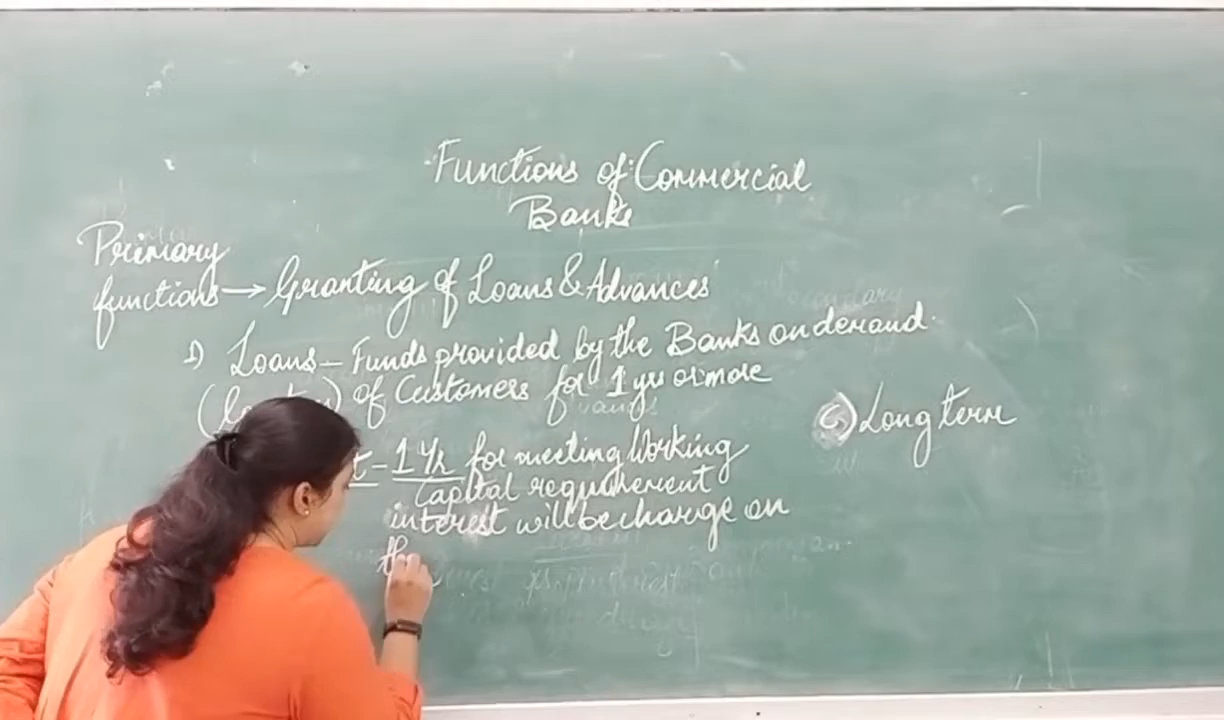 Functions of Commercial
Banks
Primary
functions → Granting of Loans & Advances
1) Loans - Funds provided by the Banks on demand
of Customers for 1 yr or more
Long term
t - 1 Yr for meeting Working
Capital requirement
interest will be charge on